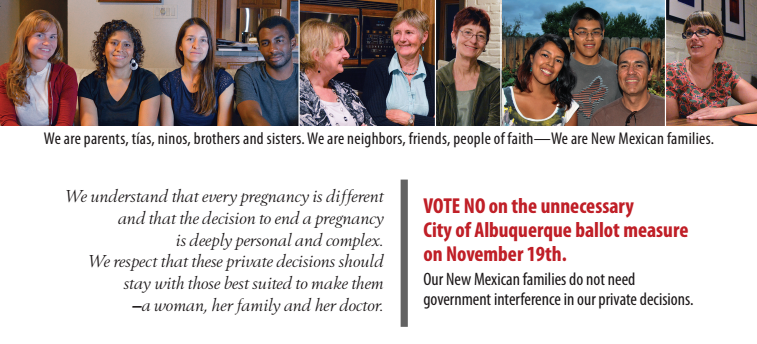 We are parents, tías, ninos, brothers and sisters. We are neighbors, friends, people of faith—We are New Mexican families.
We understand that every pregnancy is different
and that the decision to end a pregnancy
is deeply personal and complex.
We respect that these private decisions should
stay with those best suited to make them
–a woman, her family and her doctor.
VOTE NO on the unnecessary
City of Albuquerque ballot measure
on November 19th.
Our New Mexican families do not need
government interference in our private decisions.